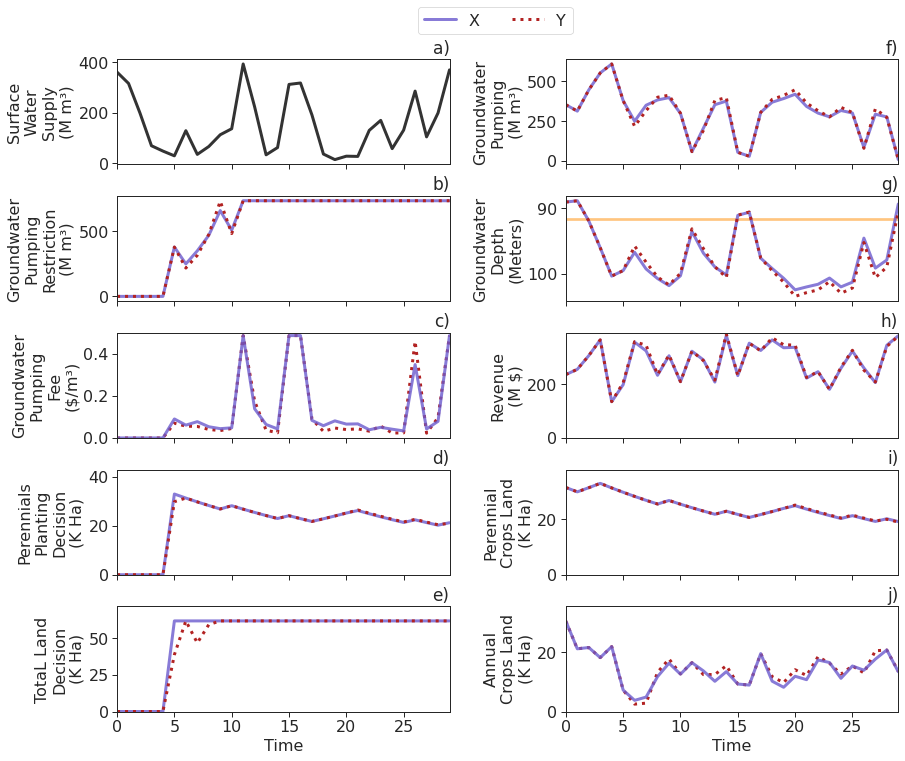 X
Y
a)
Surface
Water
Supply
(M m³)
400
200
0
f)
Groundwater
Pumping
(M m³)
500
250
0
b)
Groundwater
Pumping
Restriction
(M m³)
500
0
g)
Groundwater
Depth
(Meters)
90
100
c)
Groundwater
Pumping
Fee
($/m³)
0.4
0.2
0.0
h)
Revenue
(M $)
200
0
d)
Perennials
Planting
Decision
(K Ha)
40
20
0
i)
Perennial
Crops Land
(K Ha)
20
0
e)
Total Land
Decision
(K Ha)
50
25
0
0 5 10 15 20 25
Time
j)
Annual
Crops Land
(K Ha)
20
0
0 5 10 15 20 25
Time